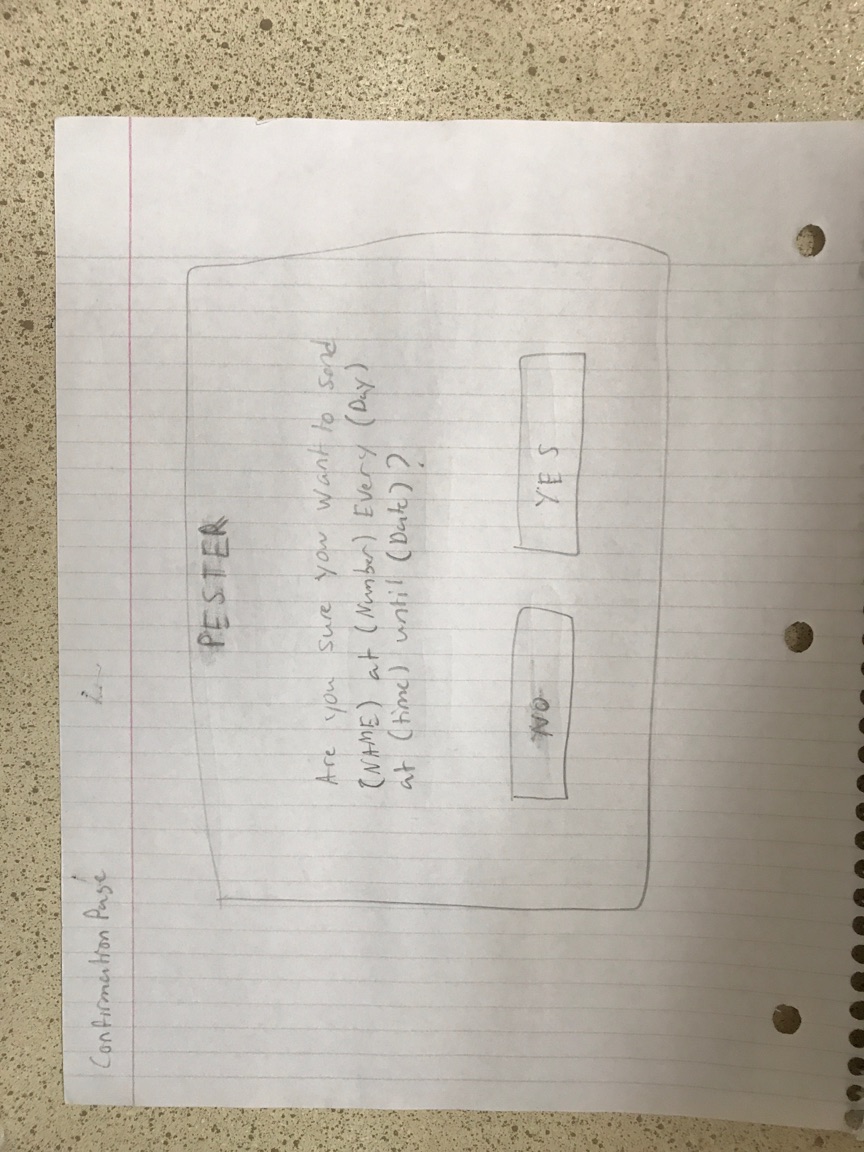 Confirmation Page
PESTER
Are you sure you want to send
(NAME) at (Number) Every (Day)
at (time) until (Date)?
NO
YES